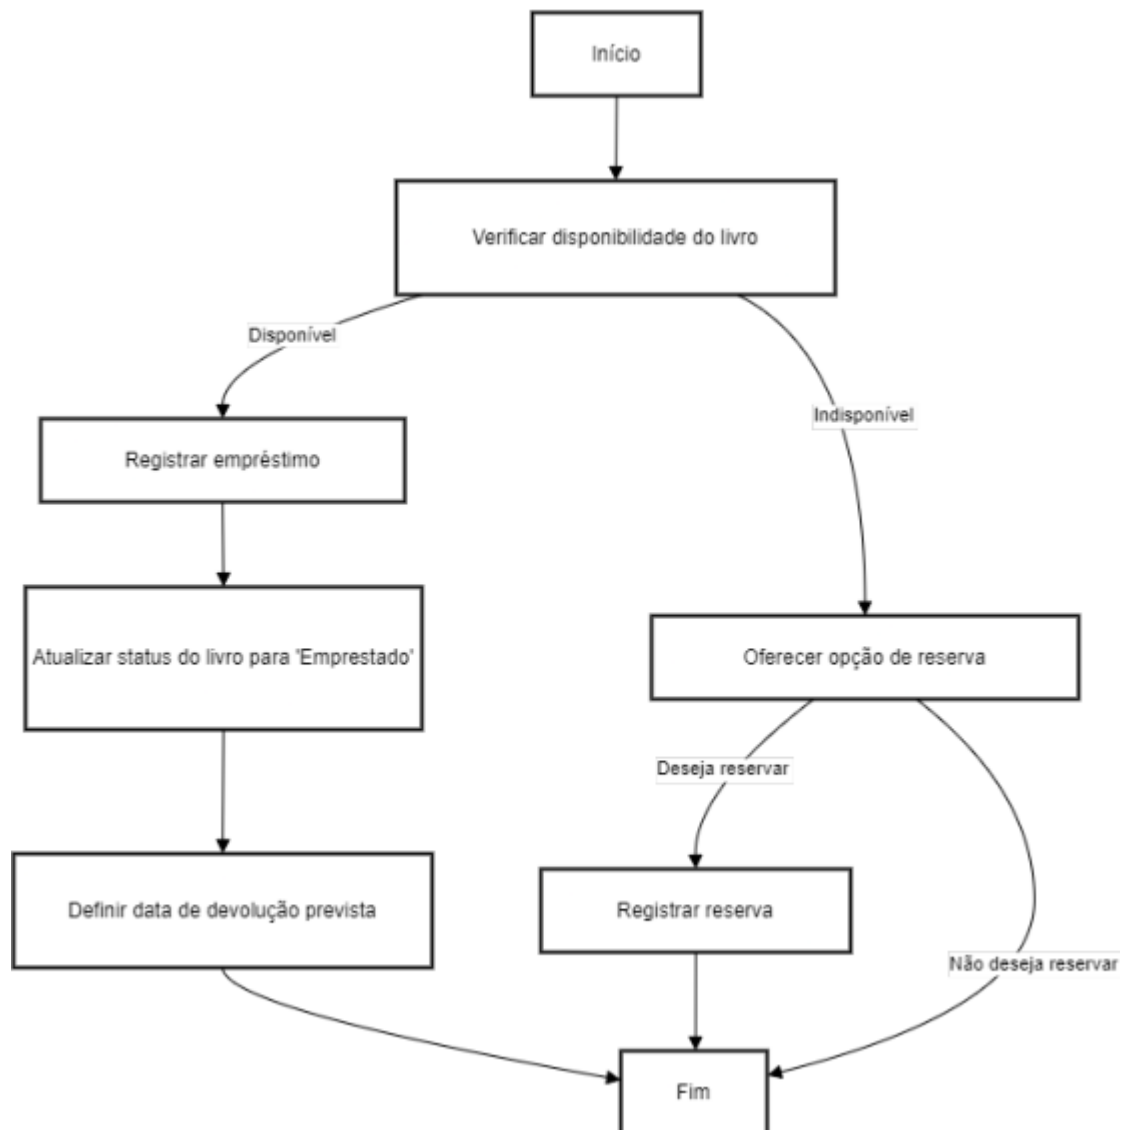 Início
Verificar disponibilidade do livro
Disponível
Indisponível
Registrar empréstimo
Atualizar status do livro para 'Emprestado'
Oferecer opção de reserva
Deseja reservar
Definir data de devolução prevista
Registrar reserva
Não deseja reservar
Fim